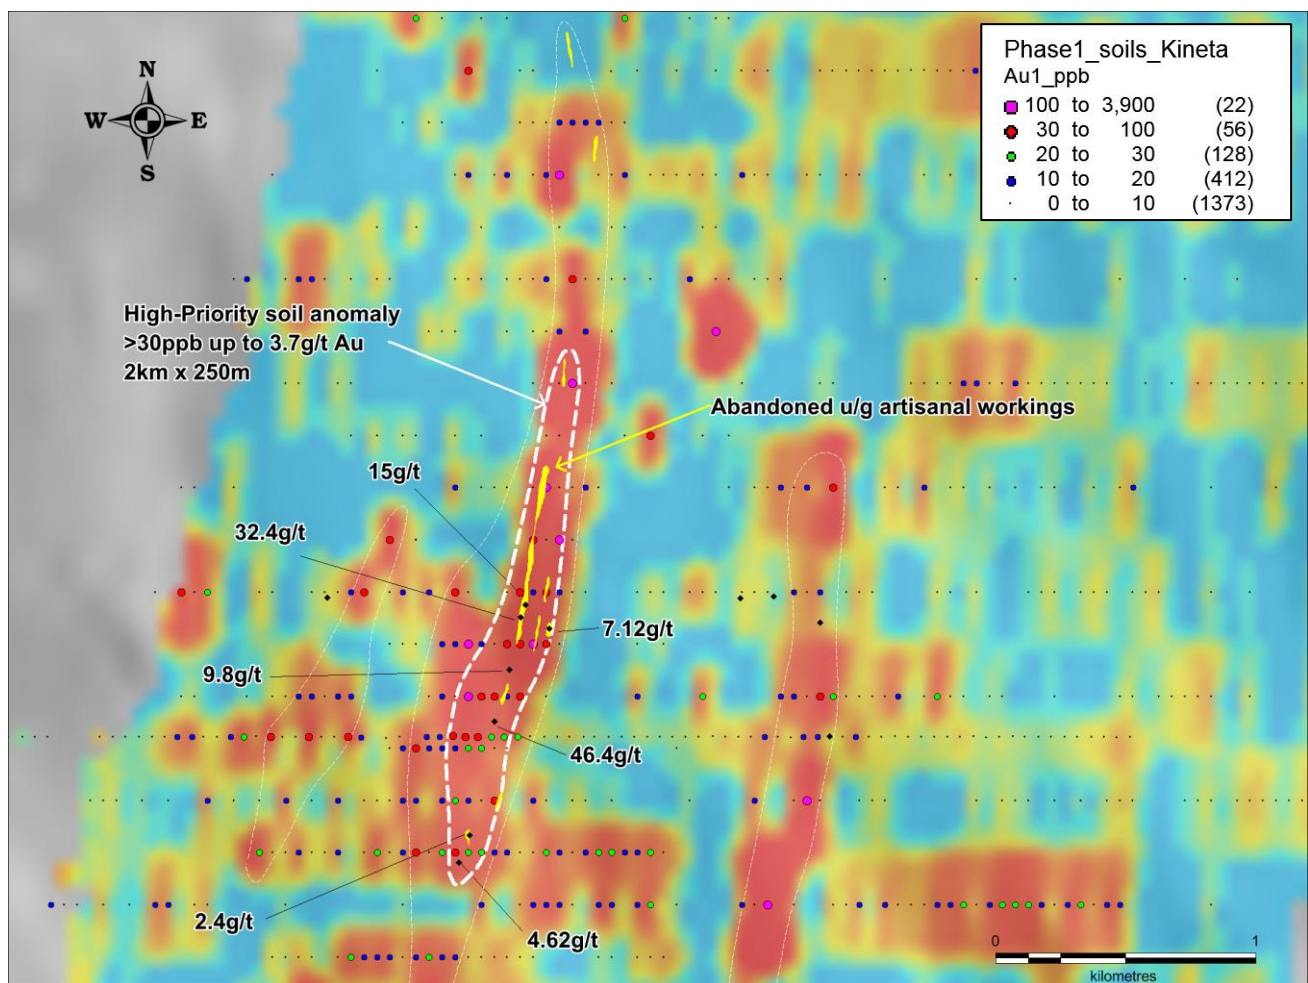 N
W E
S
Phase1_soils_Kineta
Au1_ppb
100 to 3,900 (22)
30 to 100 (56)
20 to 30 (128)
10 to 20 (412)
0 to 10 (1373)
High-Priority soil anomaly
>30ppb up to 3.7g/t Au
2km x 250m
Abandoned u/g artisanal workings
15g/t
32.4g/t
7.12g/t
9.8g/t
46.4g/t
2.4g/t
4.62g/t
0 1
kilometres